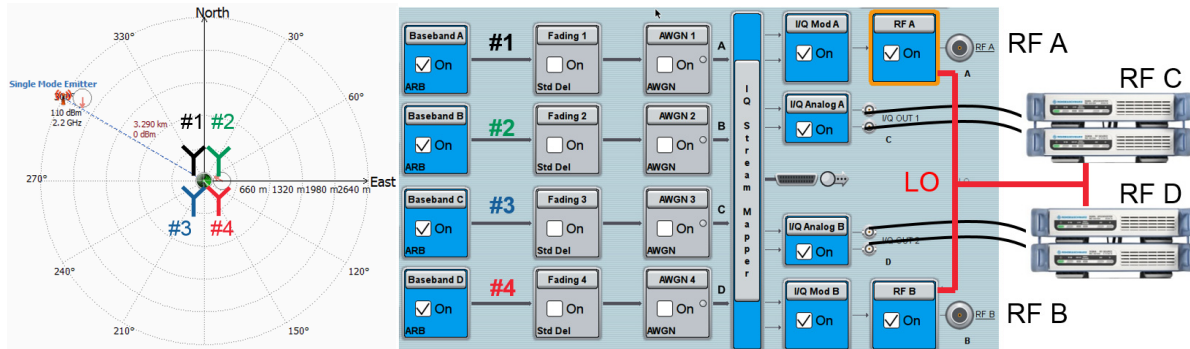 North
330°
30°
Single Mode Emitter
300°
60°
110 dBm
2.2 GHz
3.290 km
0 dBm
#1 #2
270°
660 m 1320 m 1980 m 2640 m
East
#3 #4
240°
120°
210°
150°
Baseband A
On
ARB
#1
Fading 1
On
Std Del
AWGN 1
On
AWGN
A
Baseband B
On
ARB
#2
Fading 2
On
Std Del
AWGN 2
On
AWGN
B
Baseband C
On
ARB
#3
Fading 3
On
Std Del
AWGN 3
On
AWGN
C
Baseband D
On
ARB
#4
Fading 4
On
Std Del
AWGN 4
On
AWGN
D
IQ Stream Mapper
I/Q Mod A
On
RF A
On
RF A
A
RF A
I/Q Analog A
On
I/Q OUT 1
C
RF C
LO
RF D
I/Q Analog B
On
I/Q OUT 2
D
I/Q Mod B
On
RF B
On
RF B
B
RF B